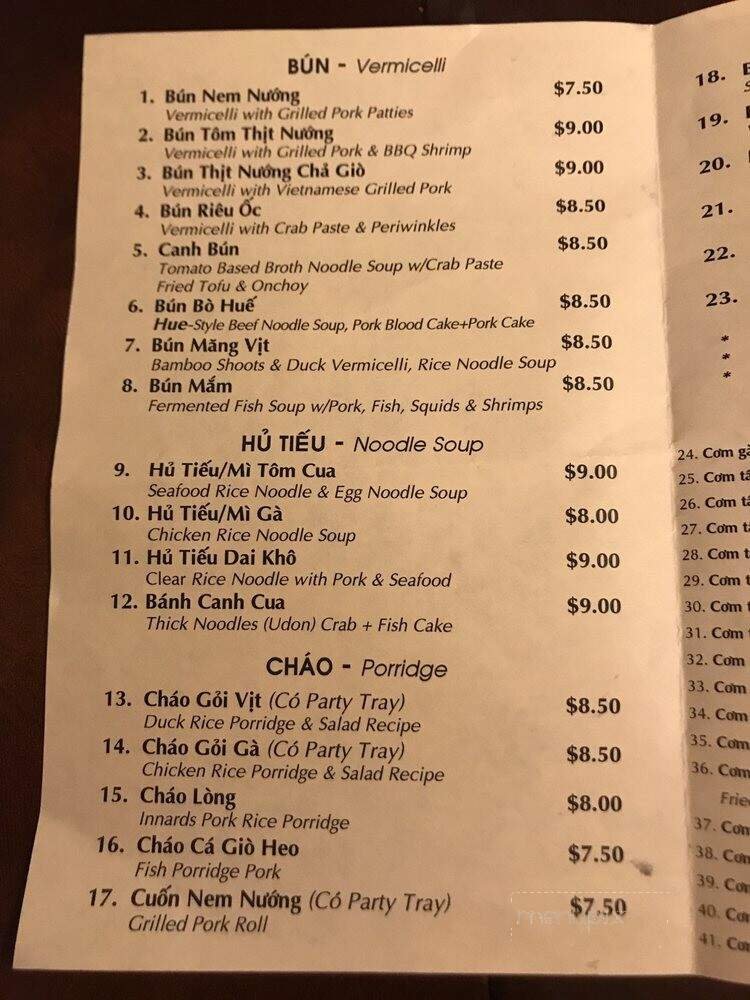 BÚN - Vermicelli
1. Bún Nem Nướng $7.50
Vermicelli with Grilled Pork Patties
2. Bún Tôm Thịt Nướng $9.00
Vermicelli with Grilled Pork & BBQ Shrimp
3. Bún Thịt Nướng Chả Giò $9.00
Vermicelli with Vietnamese Grilled Pork
4. Bún Riêu Ốc $8.50
Vermicelli with Crab Paste & Periwinkles
5. Canh Bún $8.50
Tomato Based Broth Noodle Soup w/Crab Paste
Fried Tofu & Onchoy
6. Bún Bò Huế $8.50
Hue-Style Beef Noodle Soup, Pork Blood Cake+Pork Cake
7. Bún Măng Vịt $8.50
Bamboo Shoots & Duck Vermicelli, Rice Noodle Soup
8. Bún Mắm $8.50
Fermented Fish Soup w/Pork, Fish, Squids & Shrimps
HỦ TIẾU - Noodle Soup
9. Hủ Tiếu/Mì Tôm Cua $9.00
Seafood Rice Noodle & Egg Noodle Soup
10. Hủ Tiếu/Mì Gà $8.00
Chicken Rice Noodle Soup
11. Hủ Tiếu Dai Khô $9.00
Clear Rice Noodle with Pork & Seafood
12. Bánh Canh Cua $9.00
Thick Noodles (Udon) Crab + Fish Cake
CHÁO - Porridge
13. Cháo Gỏi Vịt (Có Party Tray) $8.50
Duck Rice Porridge & Salad Recipe
14. Cháo Gỏi Gà (Có Party Tray) $8.50
Chicken Rice Porridge & Salad Recipe
15. Cháo Lòng $8.00
Innards Pork Rice Porridge
16. Cháo Cá Giò Heo $7.50
Fish Porridge Pork
17. Cuốn Nem Nướng (Có Party Tray) $7.50
Grilled Pork Roll
18.
19.
20.
21.
22.
23.
*
*
*
24. Cơm
25. Cơm
26. Cơm
27. Cơm
28. Cơm
29. Cơm
30. Cơm
31. Cơm
32. Cơm
33. Cơm
34. Cơm
35. Cơm
36. Cơm
37. Cơm
38.
39.
40.
41.